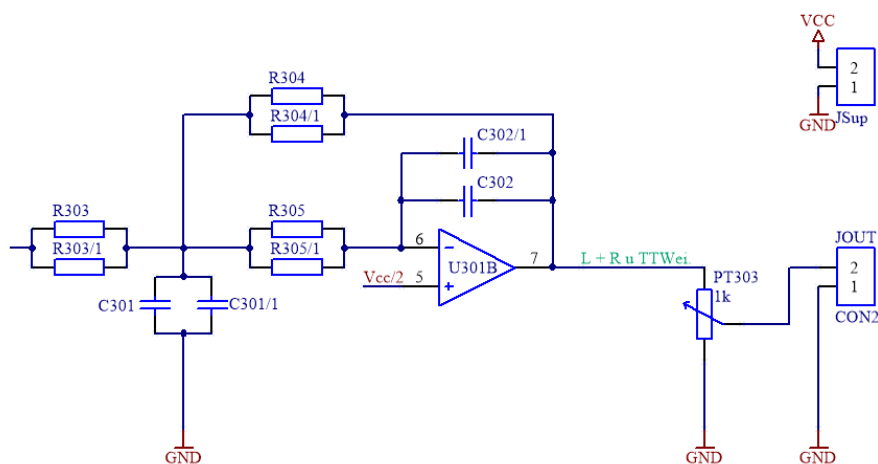 VCC
2
1
GND
JSup
R304
R304/1
C302/1
C302
R303
R303/1
R305
R305/1
6
5
7
U301B
Vcc/2
L + R u TTWei.
C301
C301/1
PT303
1k
JOUT
2
1
CON2
GND
GND
GND